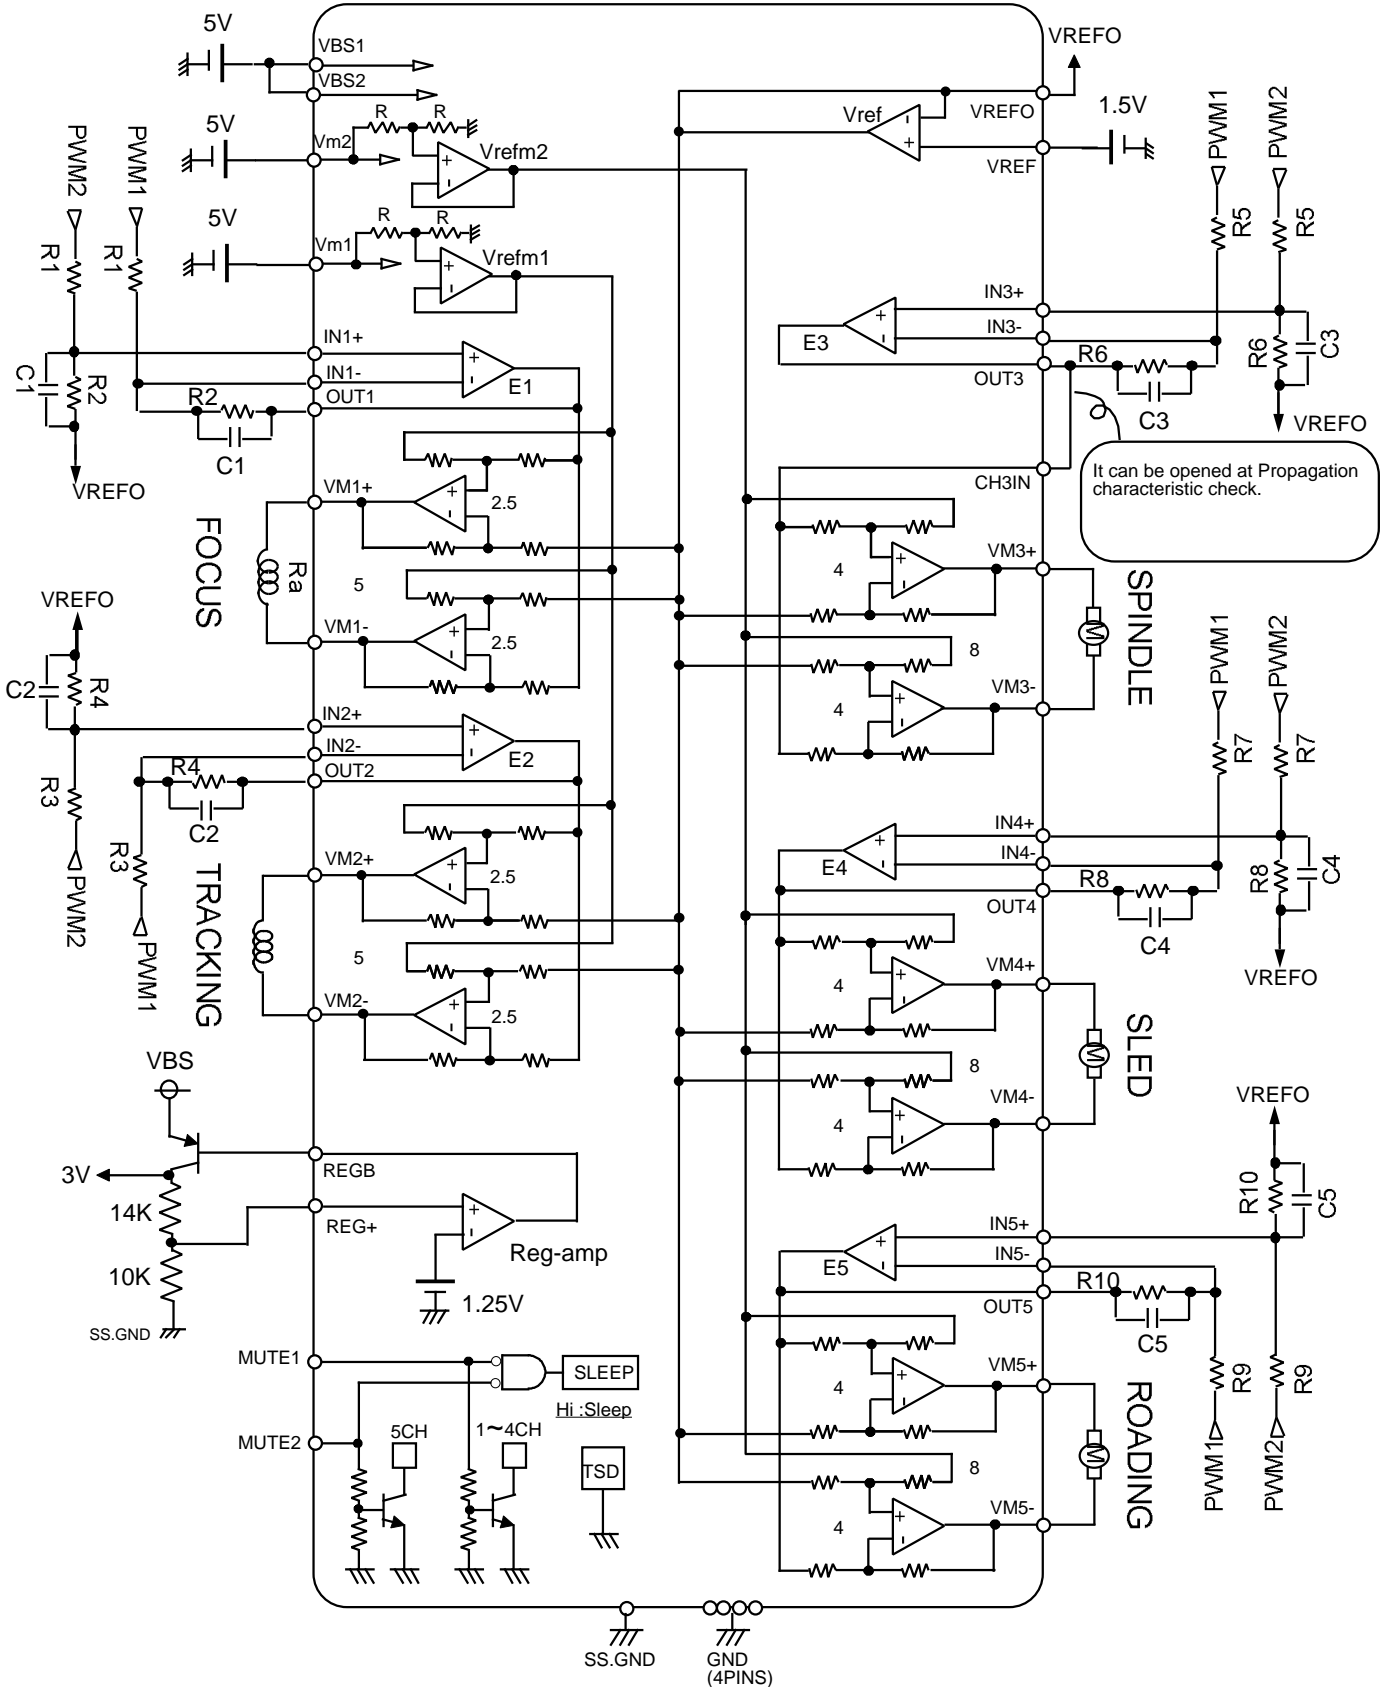 5V
VBS1
VBS2
5V
Vm2
R
R
Vrefm2
5V
Vm1
R
R
Vrefm1
PWM2
PWM1
R1
R1
IN1+
IN1-
E1
OUT1
C1
R2
R2
C1
VREFO
VM1+
2.5
FOCUS
Ra
5
VM1-
2.5
VREFO
C2
R4
IN2+
IN2-
E2
OUT2
R4
C2
R3
R3
PWM2
PWM1
TRACKING
VM2+
2.5
5
VM2-
2.5
VBS
3V
REGB
14K
REG+
10K
Reg-amp
1.25V
SS.GND
MUTE1
SLEEP
Hi :Sleep
MUTE2
5CH
1~4CH
TSD
SS.GND
GND
(4PINS)
VREFO
Vref
VREFO
1.5V
VREF
PWM1
PWM2
R5
R5
IN3+
IN3-
E3
OUT3
R6
C3
R6
C3
VREFO
CH3IN
It can be opened at Propagation
characteristic check.
4
VM3+
M
SPINDLE
8
4
VM3-
PWM1
PWM2
R7
R7
IN4+
IN4-
E4
OUT4
R8
C4
R8
C4
VREFO
4
VM4+
M
SLED
8
4
VM4-
VREFO
R10
C5
IN5+
IN5-
E5
OUT5
R10
C5
R9
R9
PWM1
PWM2
4
VM5+
M
ROADING
8
4
VM5-